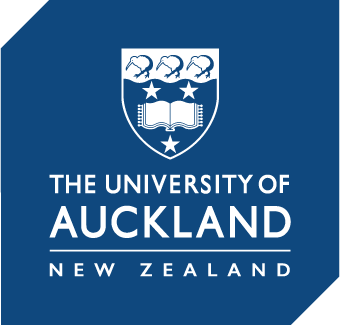 THE UNIVERSITY OF
AUCKLAND
NEW ZEALAND